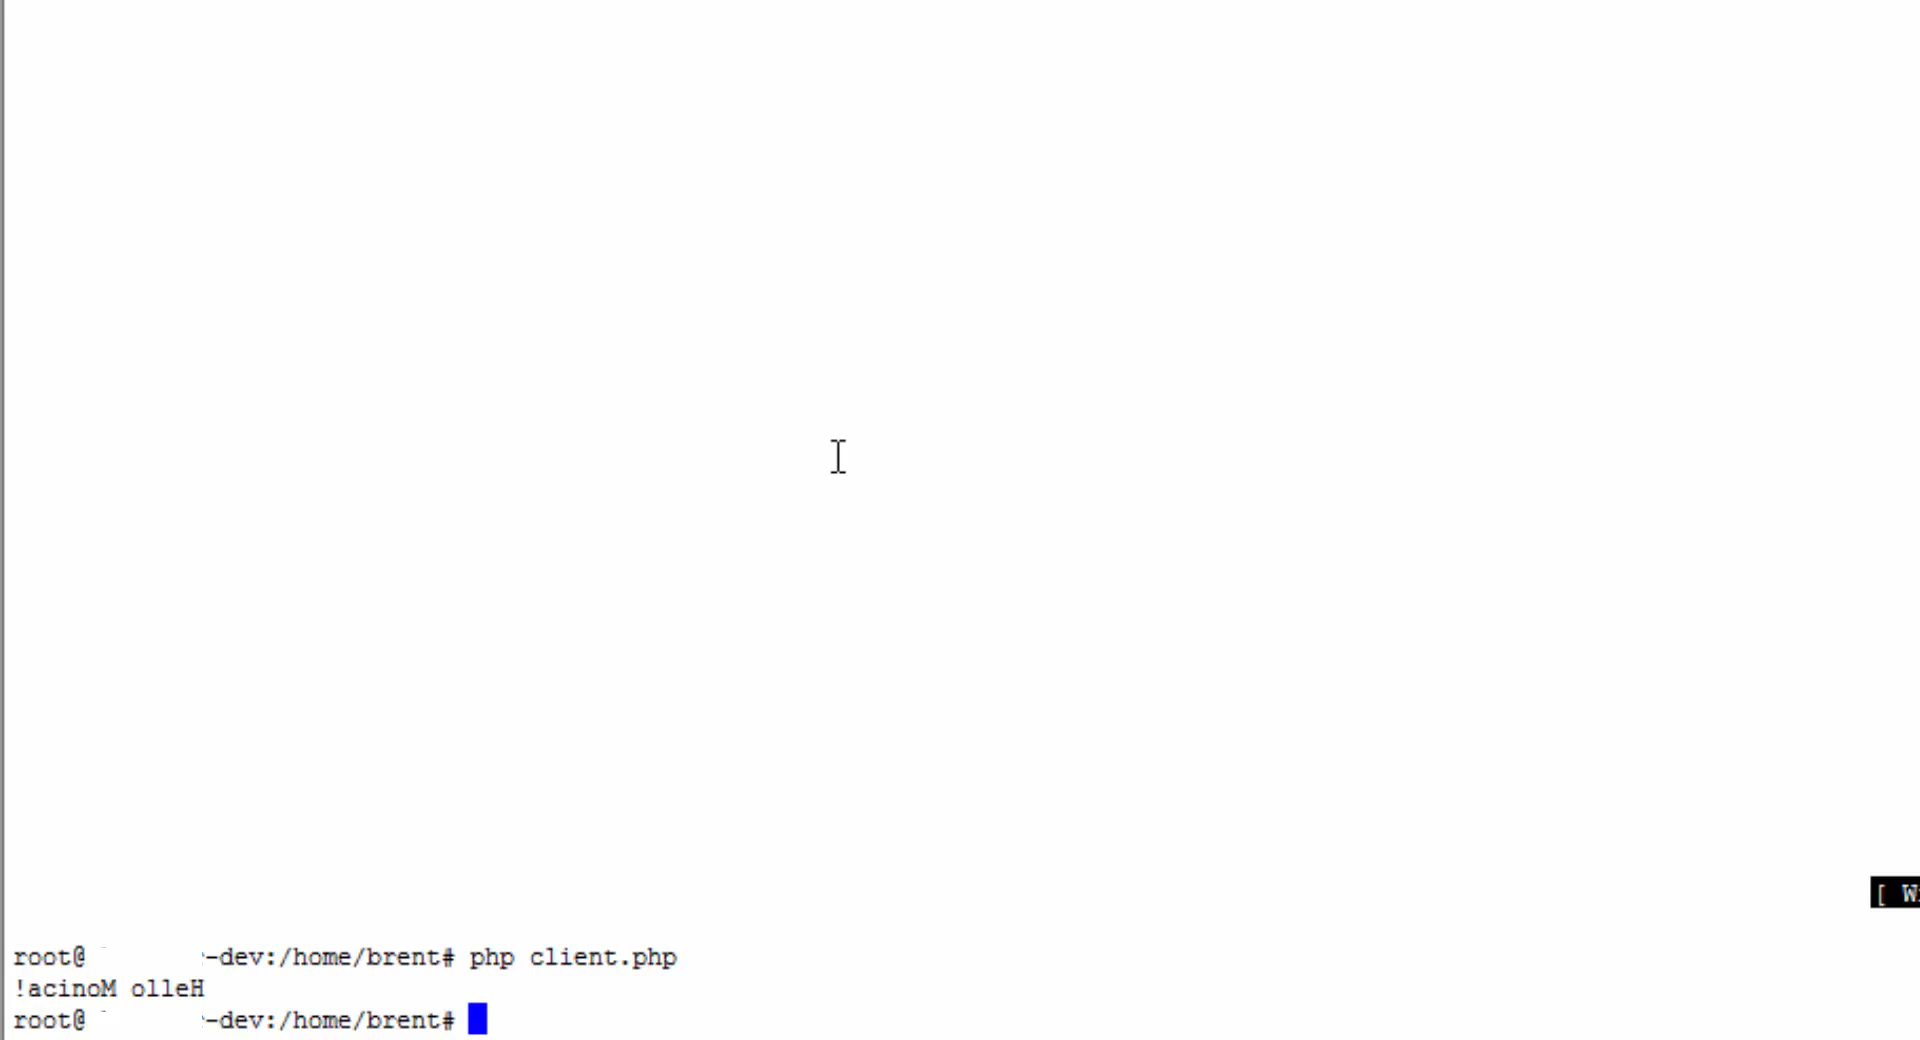 [ W
root@ -dev:/home/brent# php client.php
!acinoM olleH
root@ -dev:/home/brent#